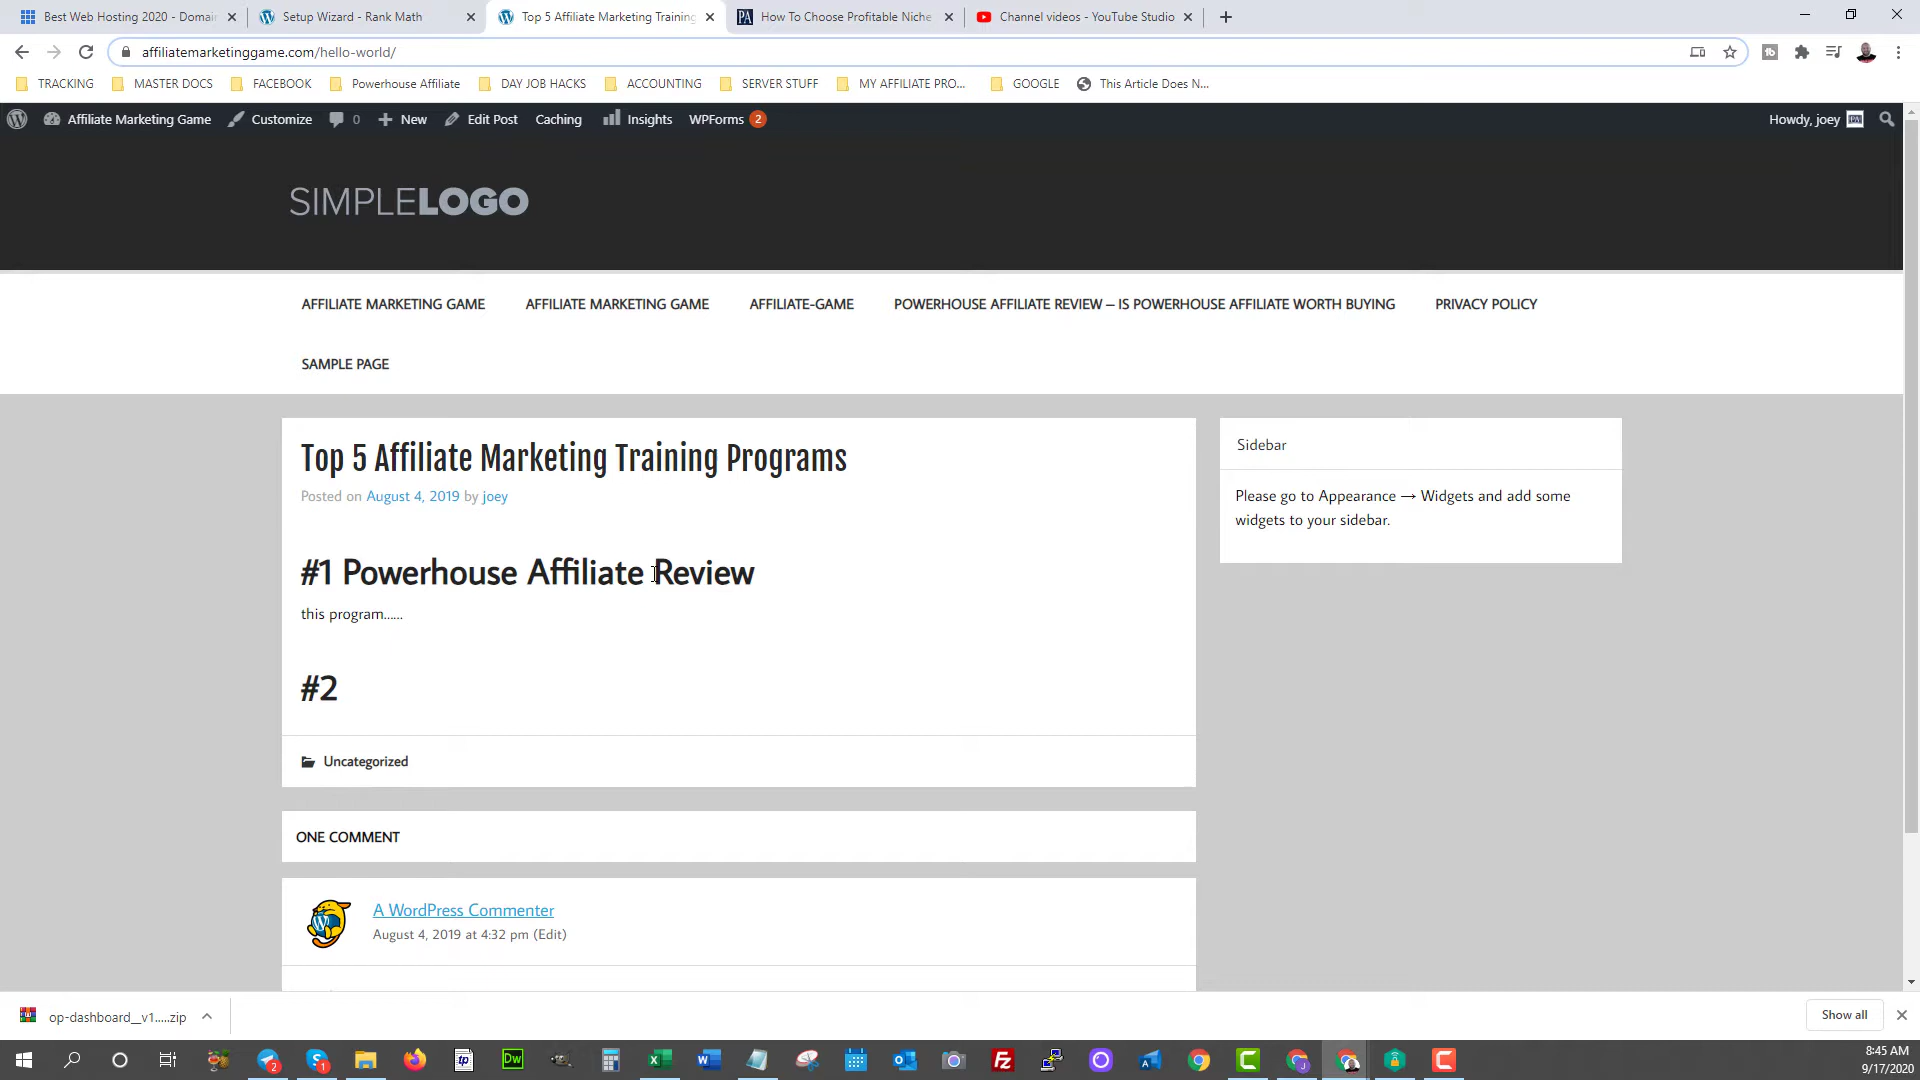 Best Web Hosting 2020 - Domain
Setup Wizard - Rank Math
Top 5 Affiliate Marketing Training
How To Choose Profitable Niche
Channel videos - YouTube Studio
affiliatemarketinggame.com/hello-world/
TRACKING
MASTER DOCS
FACEBOOK
Powerhouse Affiliate
DAY JOB HACKS
ACCOUNTING
SERVER STUFF
MY AFFILIATE PRO...
GOOGLE
This Article Does N...
Affiliate Marketing Game
Customize
0
New
Edit Post
Caching
Insights
WPForms 2
Howdy, joey
SIMPLELOGO
AFFILIATE MARKETING GAME
AFFILIATE MARKETING GAME
AFFILIATE-GAME
POWERHOUSE AFFILIATE REVIEW – IS POWERHOUSE AFFILIATE WORTH BUYING
PRIVACY POLICY
SAMPLE PAGE
Top 5 Affiliate Marketing Training Programs
Posted on August 4, 2019 by joey
#1 Powerhouse Affiliate Review
this program......
#2
Uncategorized
ONE COMMENT
A WordPress Commenter
August 4, 2019 at 4:32 pm (Edit)
Sidebar
Please go to Appearance → Widgets and add some
widgets to your sidebar.
op-dashboard__v1.....zip
Show all
8:45 AM
9/17/2020